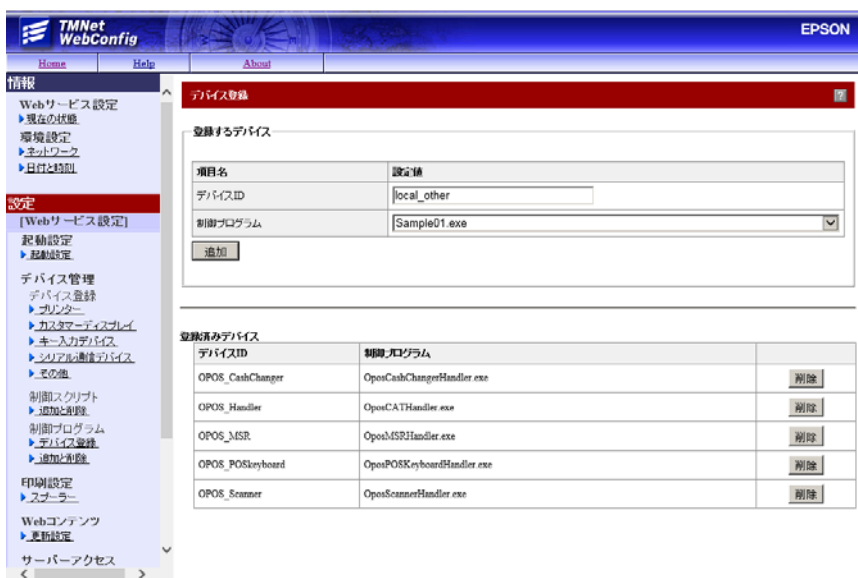 TMNet
WebConfig
EPSON
Home Help About
情報
Webサービス設定
現在の状態
環境設定
ネットワーク
日付と時刻
設定
[Webサービス設定]
起動設定
起動設定
デバイス管理
デバイス登録
プリンター
カスタマーディスプレイ
キー入力デバイス
シリアル通信デバイス
その他
制御スクリプト
追加と削除
制御プログラム
デバイス登録
追加と削除
印刷設定
スプーラー
Webコンテンツ
更新設定
サーバーアクセス
デバイス登録
?
登録するデバイス
項目名 設定値
デバイスID local_other
制御プログラム Sample01.exe
追加
登録済みデバイス
デバイスID 制御プログラム
OPOS_CashChanger OposCashChangerHandler.exe 削除
OPOS_Handler OposCATHandler.exe 削除
OPOS_MSR OposMSRHandler.exe 削除
OPOS_POSkeyboard OposPOSKeyboardHandler.exe 削除
OPOS_Scanner OposScannerHandler.exe 削除